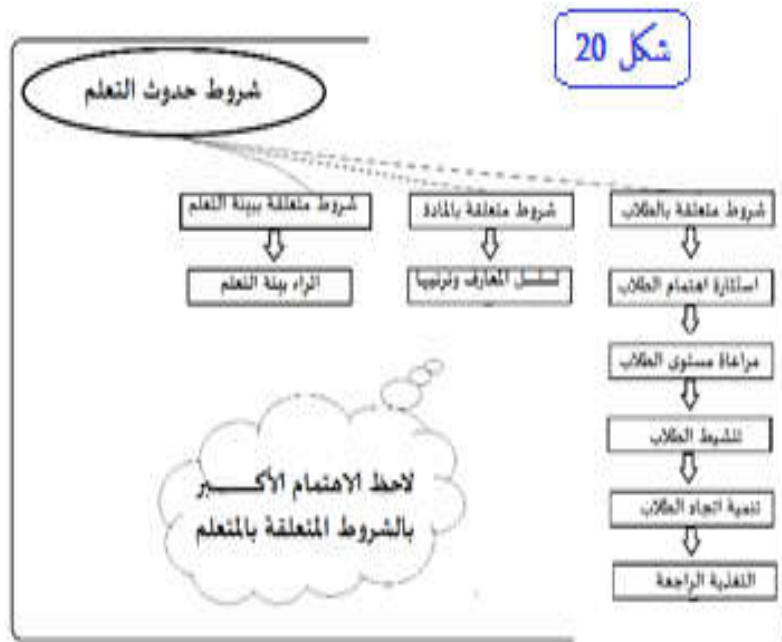 شكل 20
شروط حدوث التعلم
شروط متعلقة بالطلاب
شروط متعلقة بالمادة
شروط متعلقة ببيئة التعلم
استثارة اهتمام الطلاب
تسلسل المعارف وترتيبها
اثراء بيئة التعلم
مراعاة مستوى الطلاب
تنشيط الطلاب
تنمية اتجاه الطلاب
التغذية الراجعة
لاحظ الاهتمام الأكـــبر
بالشروط المتعلقة بالمتعلم